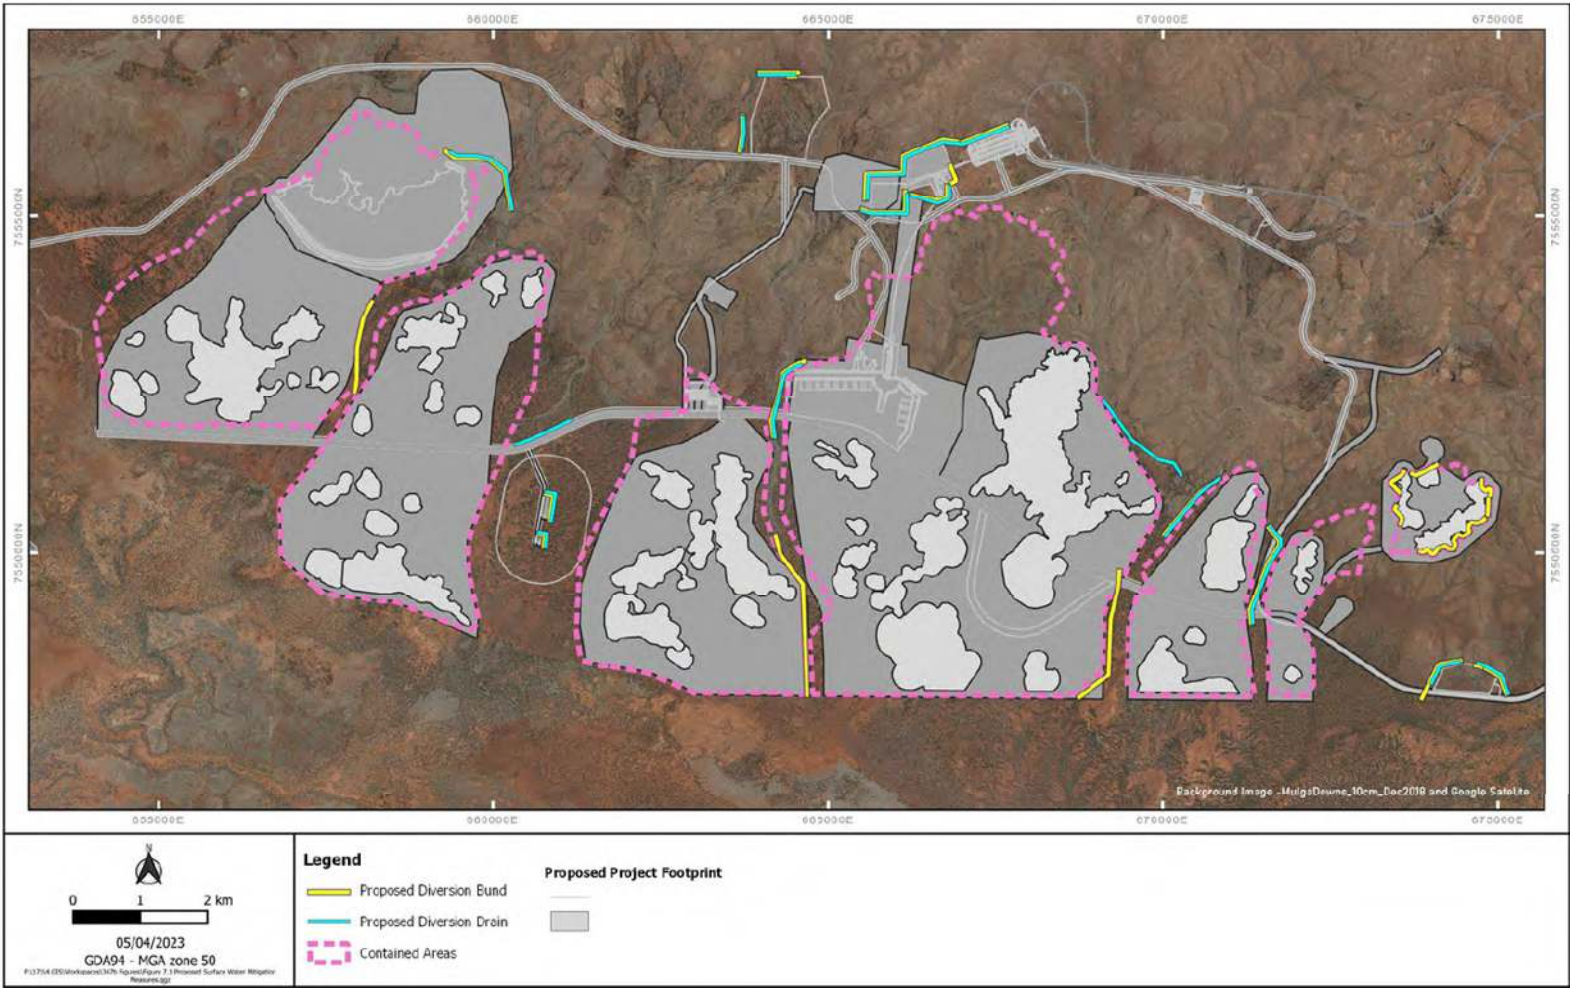 655000E 660000E 665000E 670000E 675000E
7555000N 7555000N
7550000N 7550000N
Background Image - MulgaDowns_10cm_Dec2018 and Google Satellite
655000E 660000E 665000E 670000E 675000E
N
0 1 2 km
05/04/2023
GDA94 - MGA zone 50
Measures.qgz
Legend
Proposed Diversion Bund
Proposed Diversion Drain
Contained Areas
Proposed Project Footprint